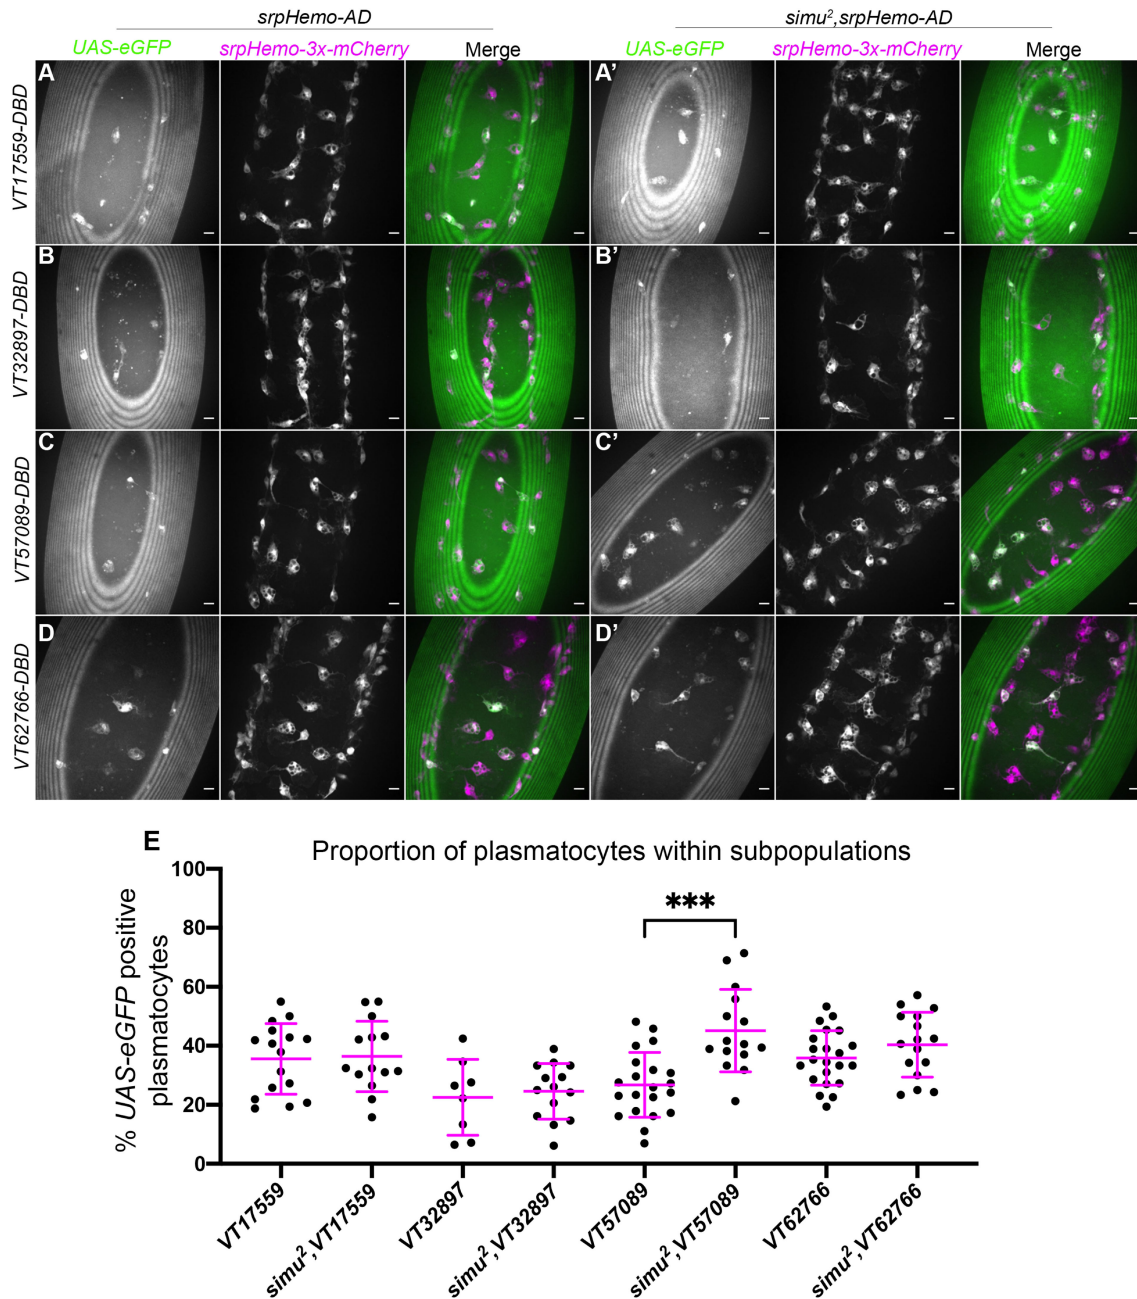 srpHemo-AD
simu²,srpHemo-AD
UAS-eGFP srpHemo-3x-mCherry Merge UAS-eGFP srpHemo-3x-mCherry Merge
A A'
VT17559-DBD
B B'
VT32897-DBD
C C'
VT57089-DBD
D D'
VT62766-DBD
E
Proportion of plasmatocytes within subpopulations
% UAS-eGFP positive
plasmatocytes
100
80
60
40
20
0
***
VT17559
simu²,VT17559
VT32897
simu²,VT32897
VT57089
simu²,VT57089
VT62766
simu²,VT62766